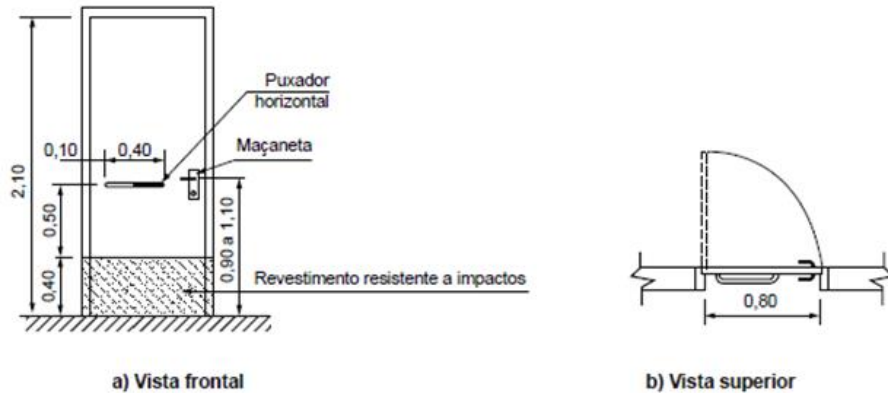 Puxador
horizontal
0,10
0,40
Maçaneta
2,10
0,50
0,90 a 1,10
0,40
Revestimento resistente a impactos
0,80
a) Vista frontal
b) Vista superior